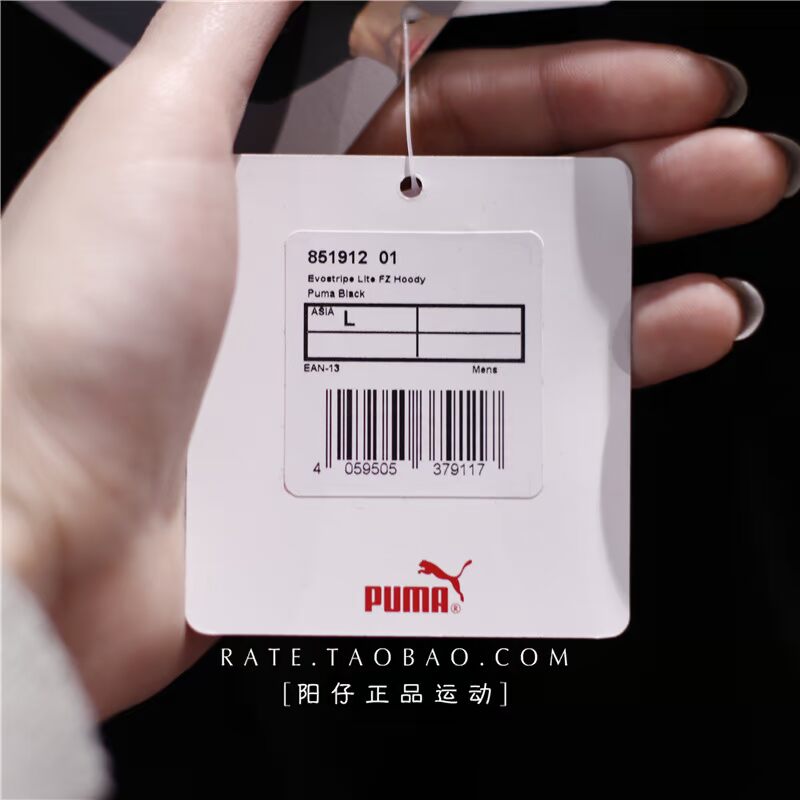 851912 01
Evostripe Lite FZ Hoody
Puma Black
ASIA L
EAN-13 Mens
4 059505 379117
PUMA®
RATE.TAOBAO.COM
[阳仔正品运动]